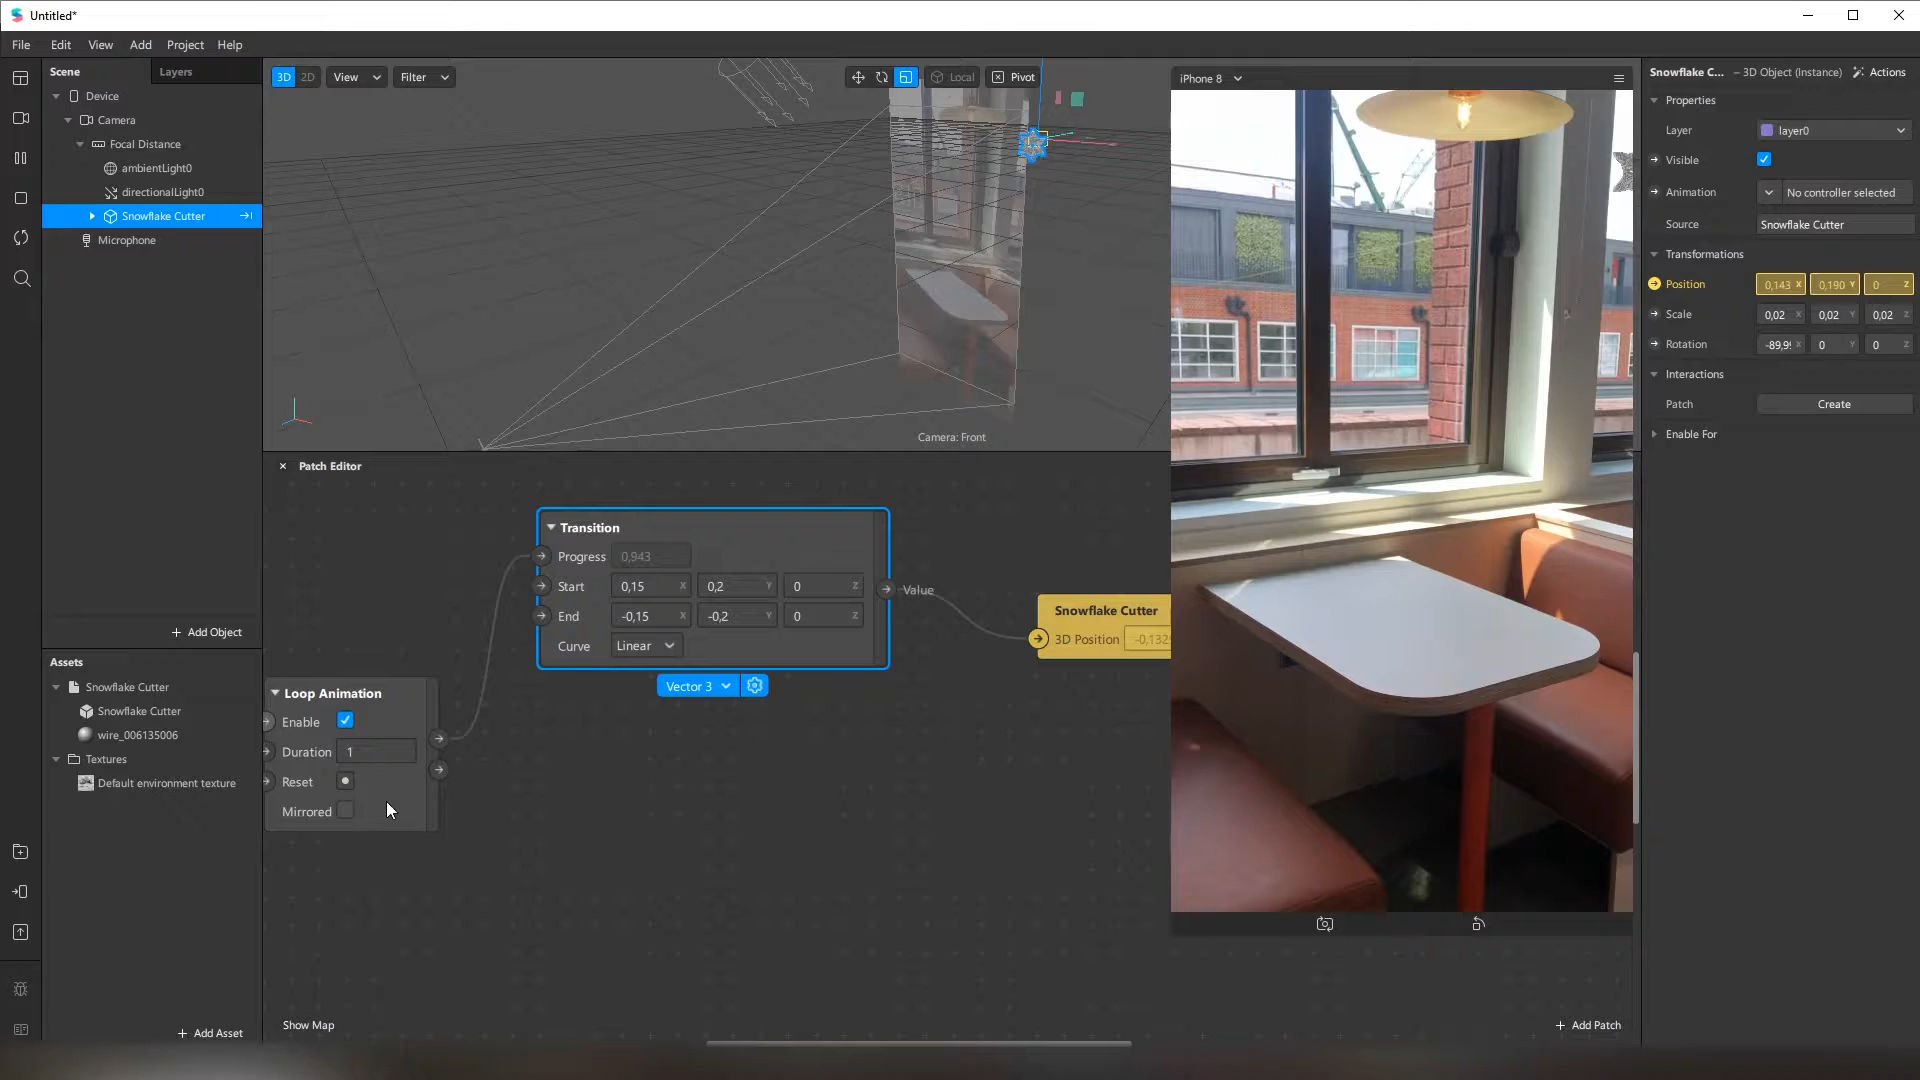 Untitled*
File Edit View Add Project Help
Scene Layers
Device
Camera
Focal Distance
ambientLight0
directionalLight0
Snowflake Cutter
Microphone
+ Add Object
Assets
Snowflake Cutter
Snowflake Cutter
wire_006135006
Textures
Default environment texture
+ Add Asset
3D 2D View Filter Local Pivot
Camera: Front
Patch Editor
Transition
Progress 0,943
Start 0,15 X 0,2 Y 0 Z
End -0,15 X -0,2 Y 0 Z
Curve Linear
Value
Vector 3
Snowflake Cutter
3D Position -0,132
Loop Animation
Enable
Duration 1
Reset
Mirrored
Show Map
+ Add Patch
iPhone 8
Snowflake C... – 3D Object (Instance) Actions
Properties
Layer layer0
Visible
Animation No controller selected
Source Snowflake Cutter
Transformations
Position 0,143 X 0,190 Y 0 Z
Scale 0,02 X 0,02 Y 0,02 Z
Rotation -89,9 X 0 Y 0 Z
Interactions
Patch Create
Enable For